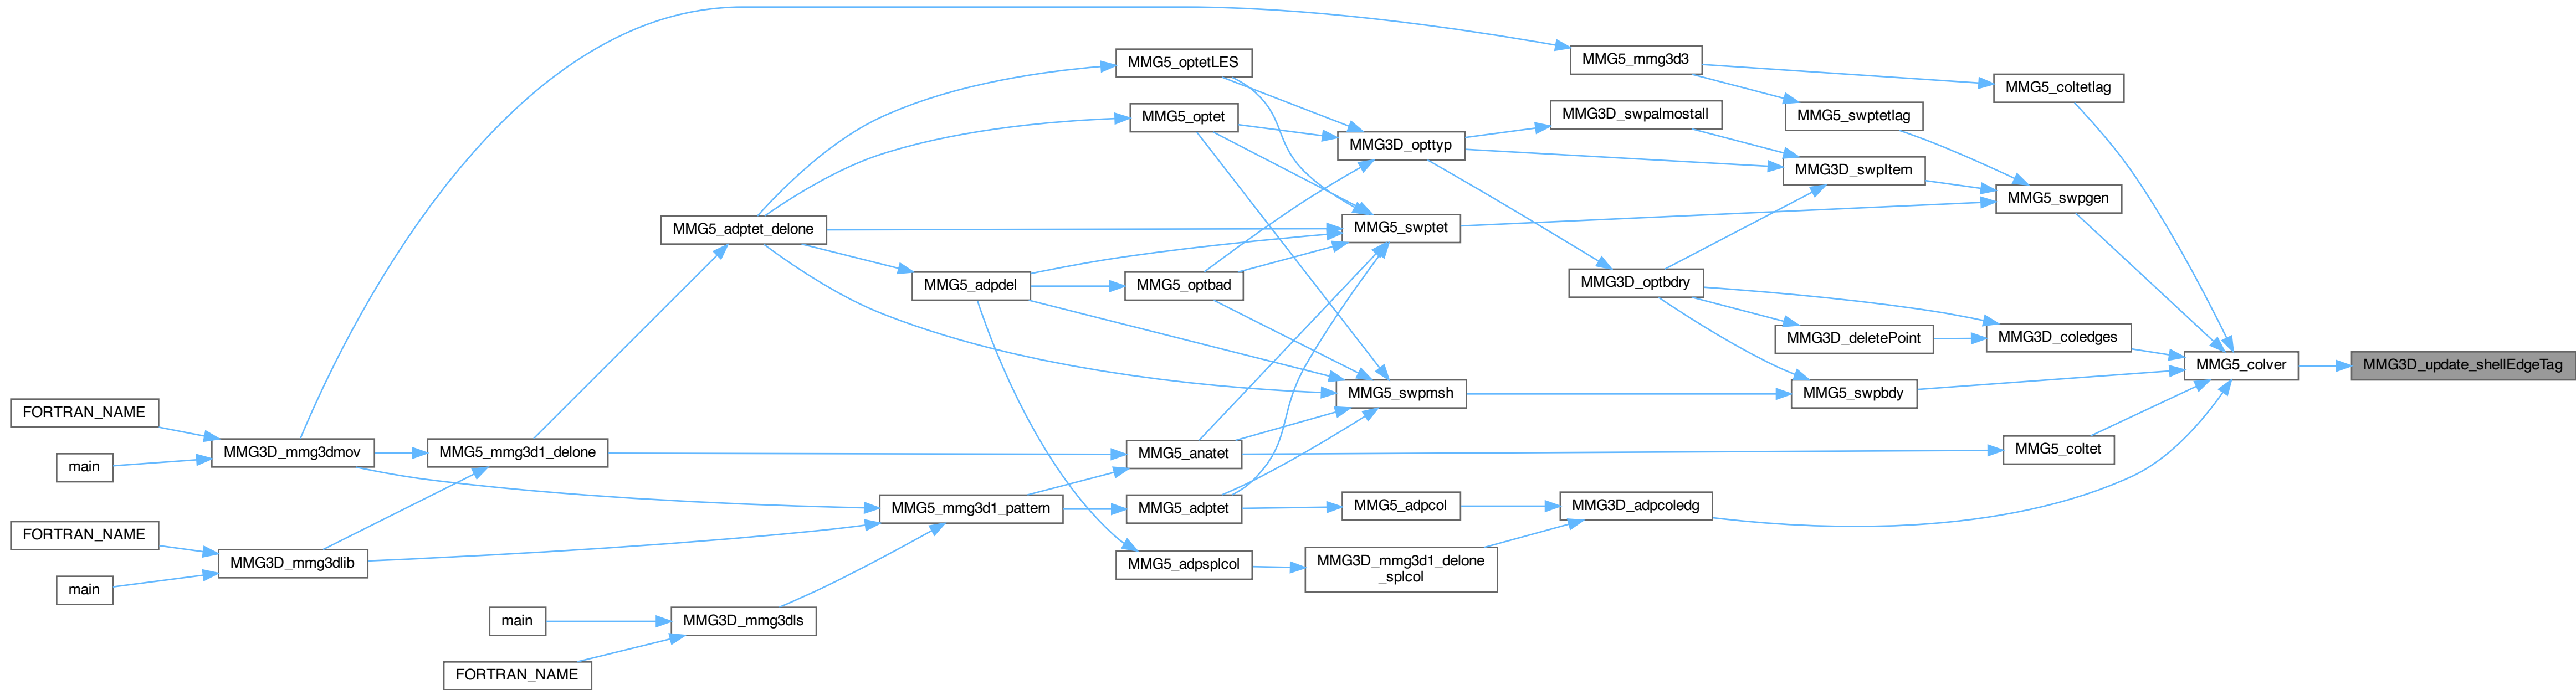 MMG5_mmg3d3
MMG5_optetLES
MMG5_coltetlag
MMG3D_swpalmostall
MMG5_swptetlag
MMG5_optet
MMG3D_opttyp
MMG3D_swpItem
MMG5_swpgen
MMG5_swptet
MMG5_adptet_delone
MMG3D_optbdry
MMG5_adpdel
MMG5_optbad
MMG3D_deletePoint
MMG3D_coledges
MMG5_colver
MMG3D_update_shellEdgeTag
MMG5_swpmsh
MMG5_swpbdy
FORTRAN_NAME
MMG3D_mmg3dmov
MMG5_mmg3d1_delone
MMG5_anatet
MMG5_coltet
main
MMG5_mmg3d1_pattern
MMG5_adptet
MMG5_adpcol
MMG3D_adpcoledg
FORTRAN_NAME
MMG3D_mmg3dlib
MMG5_adpsplcol
MMG3D_mmg3d1_delone
_splcol
main
main
MMG3D_mmg3dls
FORTRAN_NAME